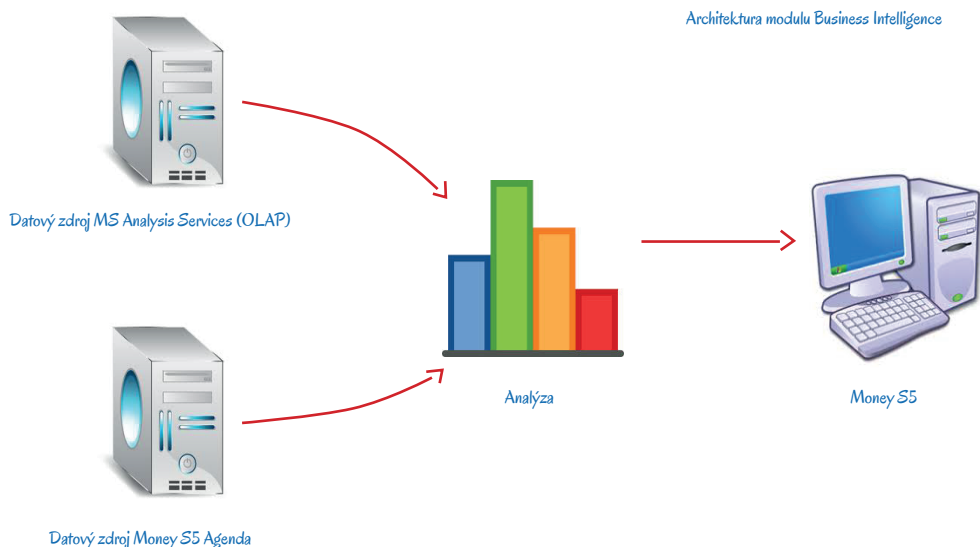 Architektura modulu Business Intelligence
Datový zdroj MS Analysis Services (OLAP)
Analýza
Money S5
Datový zdroj Money S5 Agenda